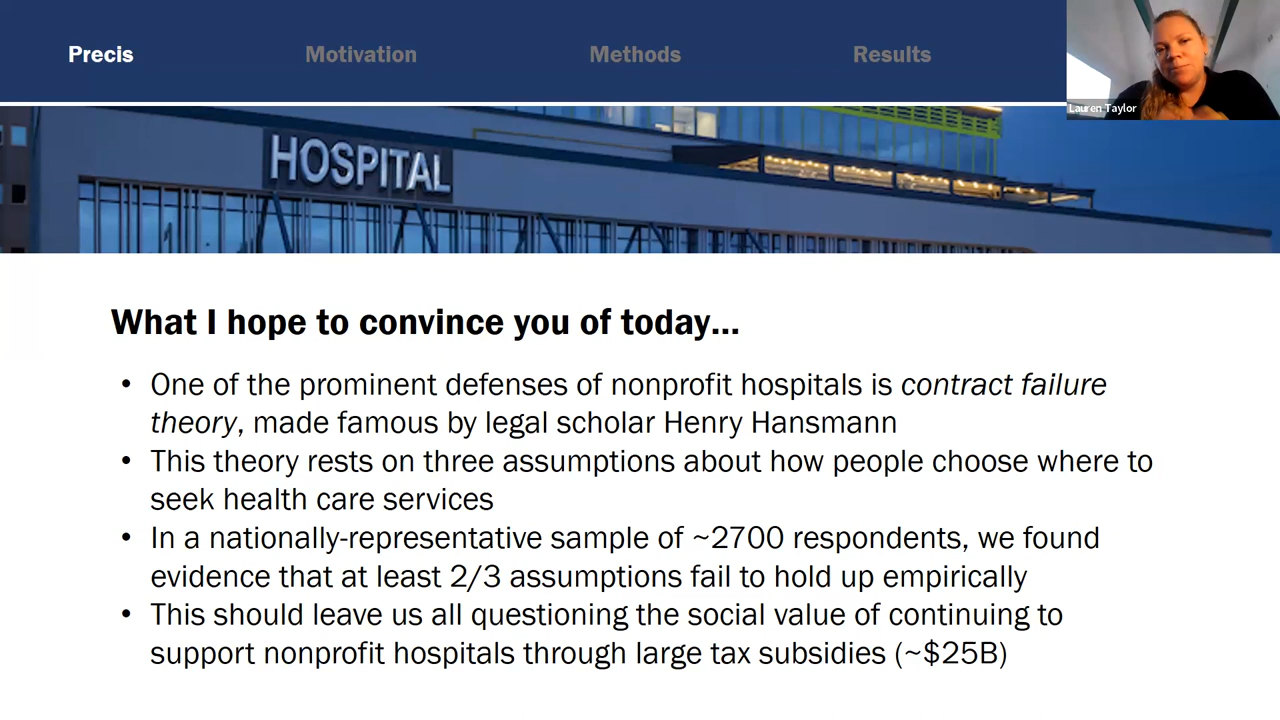 Precis
Motivation
Methods
Results
Lauren Taylor
HOSPITAL
What I hope to convince you of today...
• One of the prominent defenses of nonprofit hospitals is contract failure
theory, made famous by legal scholar Henry Hansmann
• This theory rests on three assumptions about how people choose where to
seek health care services
• In a nationally-representative sample of ~2700 respondents, we found
evidence that at least 2/3 assumptions fail to hold up empirically
• This should leave us all questioning the social value of continuing to
support nonprofit hospitals through large tax subsidies (~$25B)